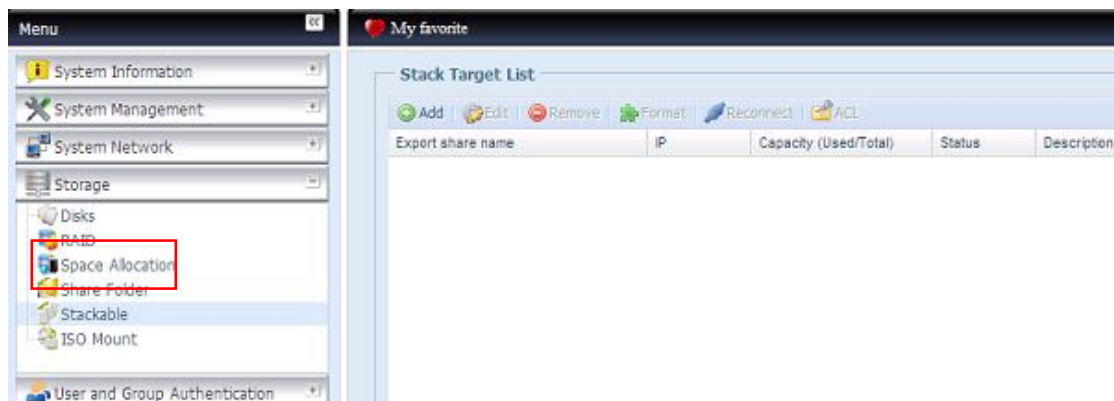 Menu
My favorite
System Information
System Management
System Network
Storage
Disks
RAID
Space Allocation
Share Folder
Stackable
ISO Mount
User and Group Authentication
Stack Target List
Add Edit Remove Format Reconnect ACL
Export share name IP Capacity (Used/Total) Status Description